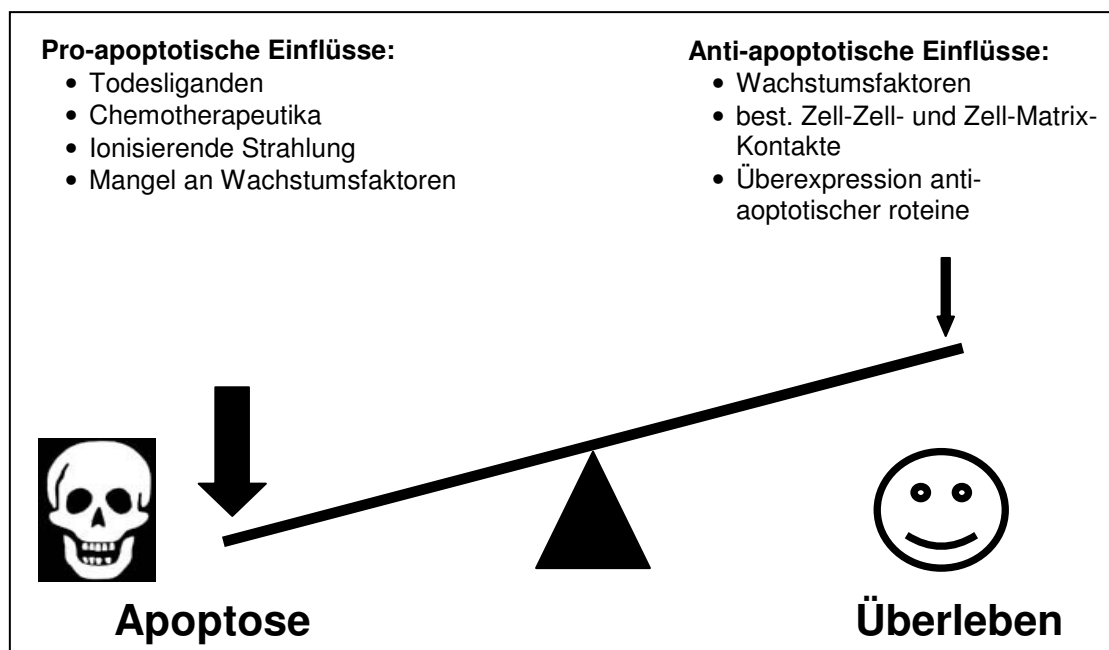 Pro-apoptotische Einflüsse:
• Todesliganden
• Chemotherapeutika
• Ionisierende Strahlung
• Mangel an Wachstumsfaktoren
Anti-apoptotische Einflüsse:
• Wachstumsfaktoren
• best. Zell-Zell- und Zell-Matrix-
Kontakte
• Überexpression anti-
aoptotischer roteine
Apoptose
Überleben